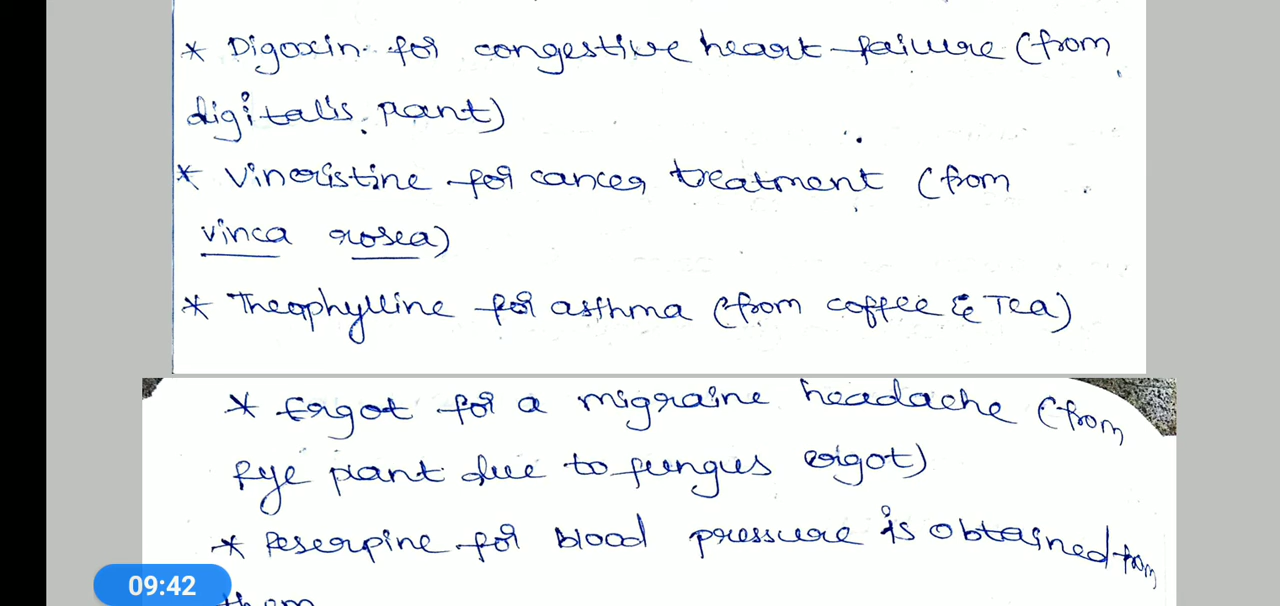 * Digoxin for congestive heart failure (from
digitalis plant)
* Vincristine for cancer treatment (from
vinca rosea)
* Theophylline for asthma (from coffee & Tea)
* Ergot for a migraine headache (from
Rye plant due to fungus
* Reserpine for blood pressure is obtained from
09:42
them